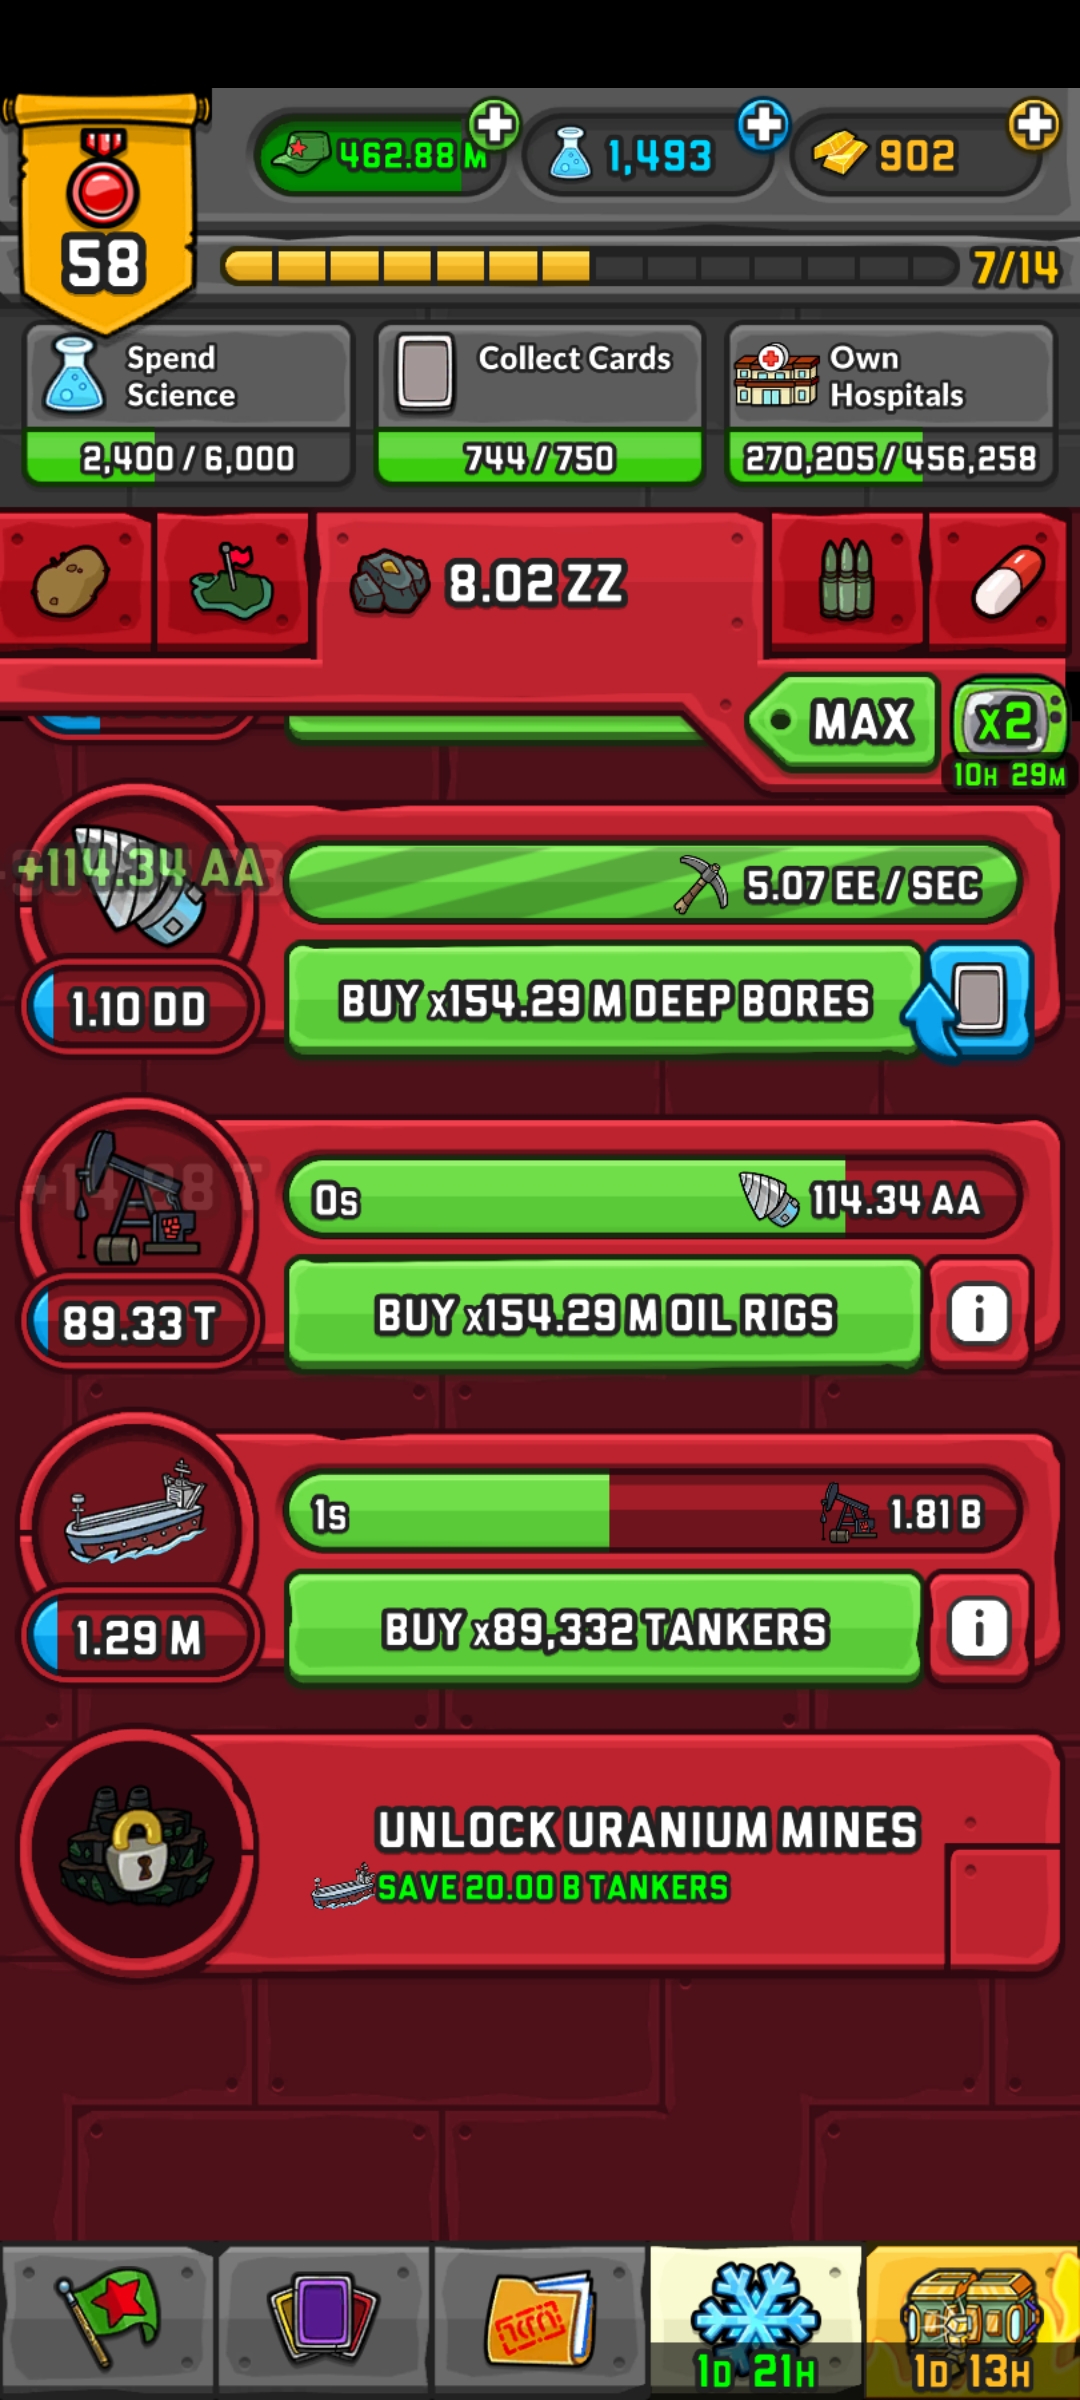 462.88 M
1,493
902
58
7/14
Spend
Science
2,400 / 6,000
Collect Cards
744 / 750
Own
Hospitals
270,205 / 456,258
8.02 ZZ
MAX
x2
10H 29M
+114.34 AA
5.07 EE / SEC
1.10 DD
BUY x154.29 M DEEP BORES
0s
114.34 AA
89.33 T
BUY x154.29 M OIL RIGS
i
1s
1.81 B
1.29 M
BUY x89,332 TANKERS
i
UNLOCK URANIUM MINES
SAVE 20.00 B TANKERS
1D 21H
1D 13H